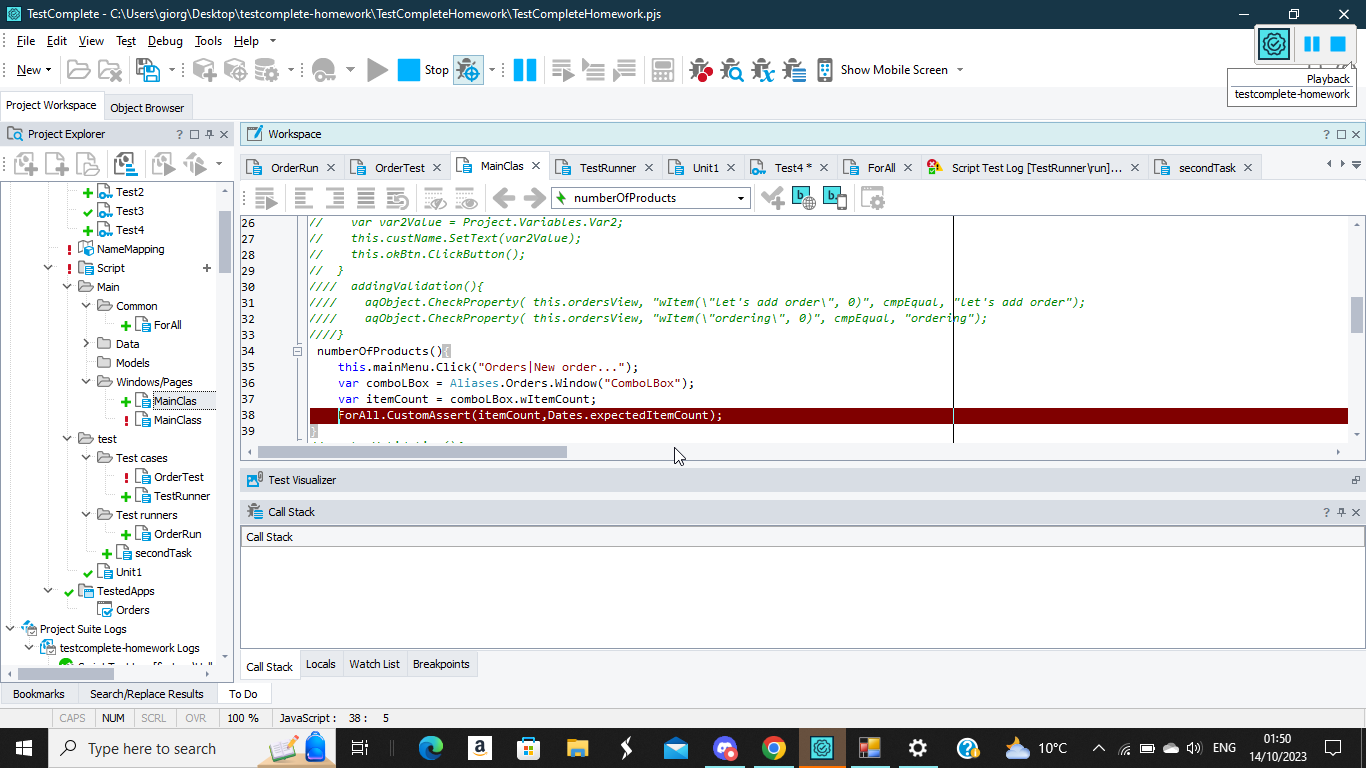 TestComplete - C:\Users\giorg\Desktop\testcomplete-homework\TestCompleteHomework\TestCompleteHomework.pjs
File Edit View Test Debug Tools Help
New Stop Show Mobile Screen
Playback
testcomplete-homework
Project Workspace Object Browser
Project Explorer
Workspace
OrderRun OrderTest MainClas TestRunner Unit1 Test4 * ForAll Script Test Log [TestRunner\run]... secondTask
numberOfProducts
Test2
Test3
Test4
NameMapping
Script
Main
Common
ForAll
Data
Models
Windows/Pages
MainClas
MainClass
test
Test cases
OrderTest
TestRunner
Test runners
OrderRun
secondTask
Unit1
TestedApps
Orders
Project Suite Logs
testcomplete-homework Logs
26 // var var2Value = Project.Variables.Var2;
27 // this.custName.SetText(var2Value);
28 // this.okBtn.ClickButton();
29 // }
30 //// addingValidation(){
31 //// aqObject.CheckProperty( this.ordersView, "wItem(\"let's add order\", 0)", cmpEqual, "let's add order");
32 //// aqObject.CheckProperty( this.ordersView, "wItem(\"ordering\", 0)", cmpEqual, "ordering");
33 ////}
34 numberOfProducts(){
35 this.mainMenu.Click("Orders|New order...");
36 var comboLBox = Aliases.Orders.Window("ComboLBox");
37 var itemCount = comboLBox.wItemCount;
38 ForAll.CustomAssert(itemCount,Dates.expectedItemCount);
39 }
Test Visualizer
Call Stack
Call Stack
Call Stack Locals Watch List Breakpoints
Bookmarks Search/Replace Results To Do
CAPS NUM SCRL OVR 100 % JavaScript : 38 : 5
Type here to search
10°C
ENG
01:50
14/10/2023